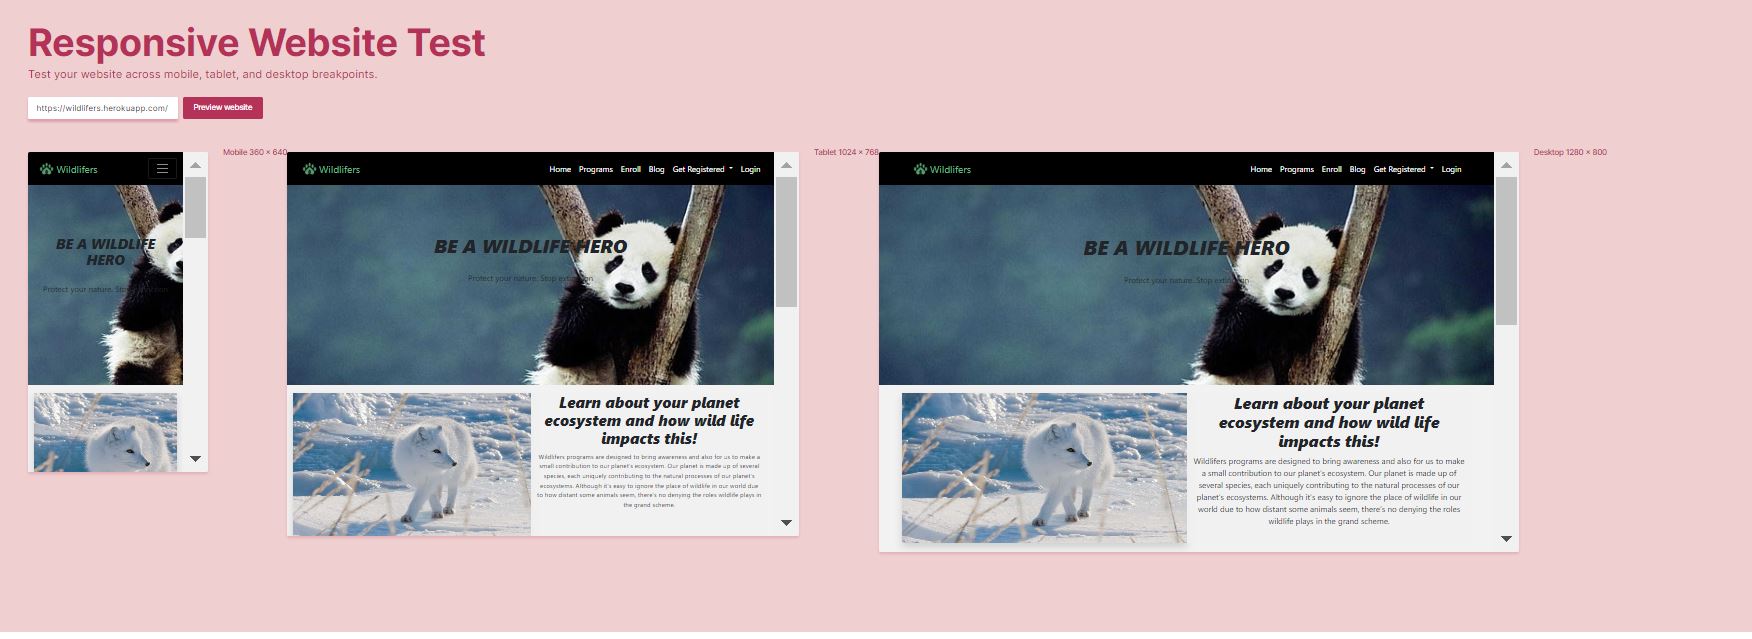 Responsive Website Test
Test your website across mobile, tablet, and desktop breakpoints.
https://wildlifers.herokuapp.com/
Preview website
Wildlifers
BE A WILDLIFE
HERO
Protect your nature. Stop extinction
Mobile 360 × 640
Wildlifers
Home Programs Enroll Blog Get Registered Login
BE A WILDLIFE HERO
Protect your nature. Stop extinction
Learn about your planet
ecosystem and how wild life
impacts this!
Wildlifers programs are designed to bring awareness and also for us to make a
small contribution to our planet's ecosystem. Our planet is made up of several
species, each uniquely contributing to the natural processes of our planet's
ecosystems. Although it's easy to ignore the place of wildlife in our world due
to how distant some animals seem, there's no denying the roles wildlife plays in
the grand scheme.
Tablet 1024 × 768
Wildlifers
Home Programs Enroll Blog Get Registered Login
BE A WILDLIFE HERO
Protect your nature. Stop extinction
Learn about your planet
ecosystem and how wild life
impacts this!
Wildlifers programs are designed to bring awareness and also for us to make
a small contribution to our planet's ecosystem. Our planet is made up of
several species, each uniquely contributing to the natural processes of our
planet's ecosystems. Although it's easy to ignore the place of wildlife in our
world due to how distant some animals seem, there's no denying the roles
wildlife plays in the grand scheme.
Desktop 1280 × 800